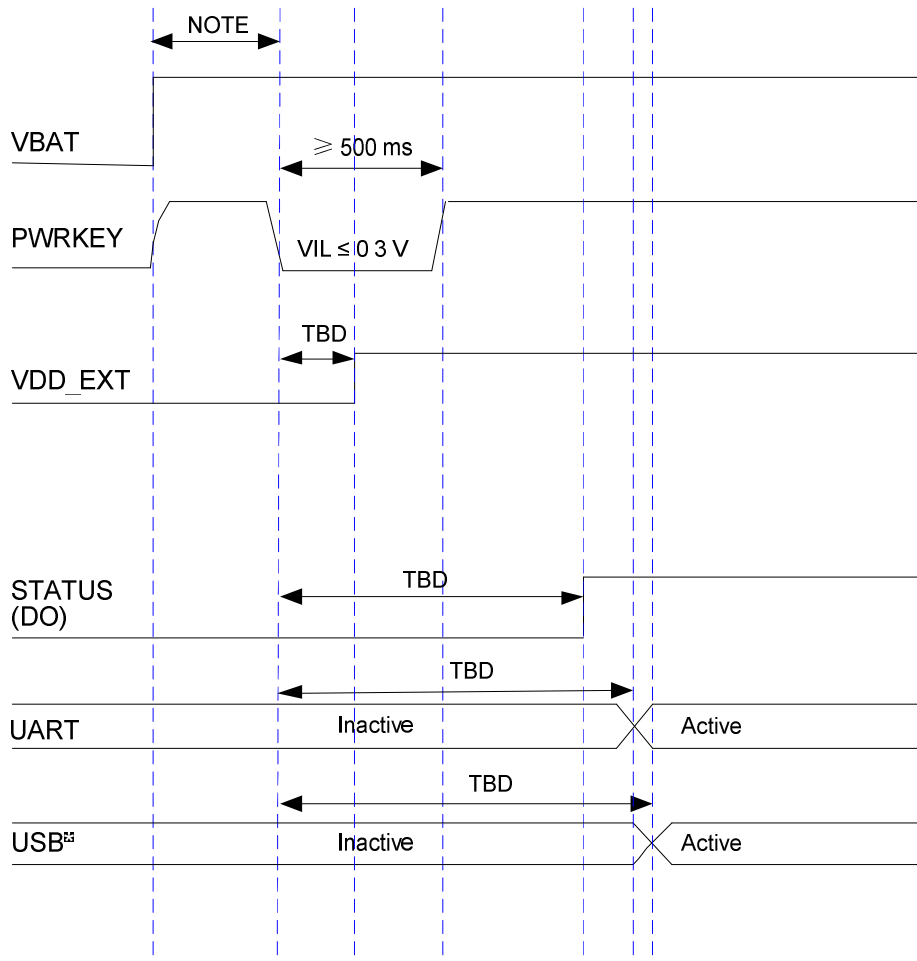 NOTE
VBAT
≥ 500 ms
PWRKEY
VIL ≤ 0 3 V
TBD
VDD_EXT
TBD
STATUS
(DO)
TBD
UART
Inactive
Active
TBD
USB
Inactive
Active